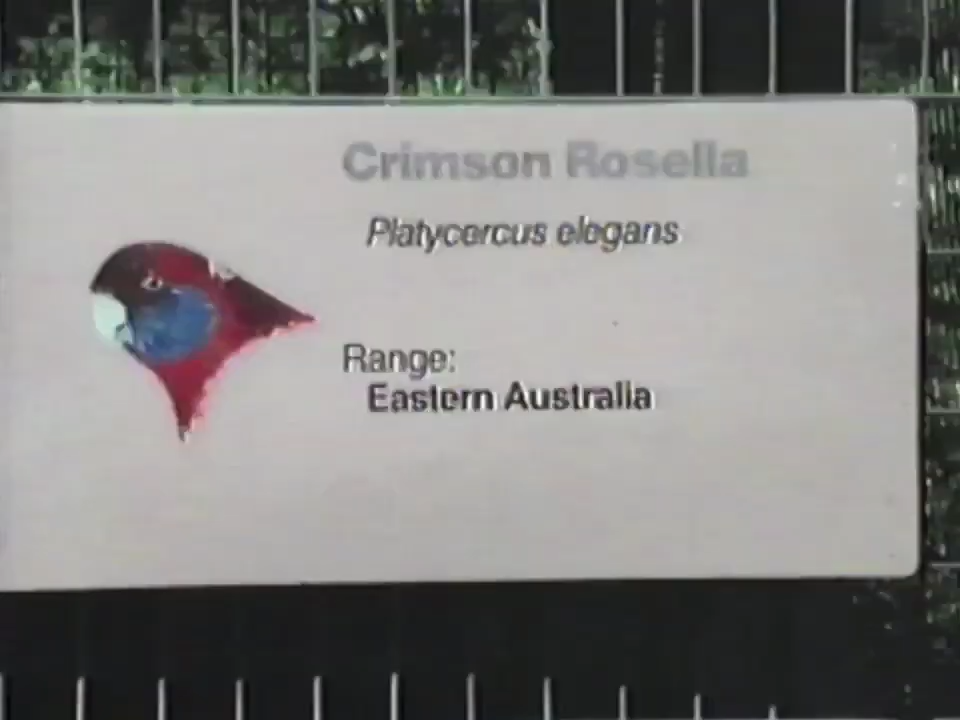 Crimson Rosella
Platycercus elegans
Range:
Eastern Australia